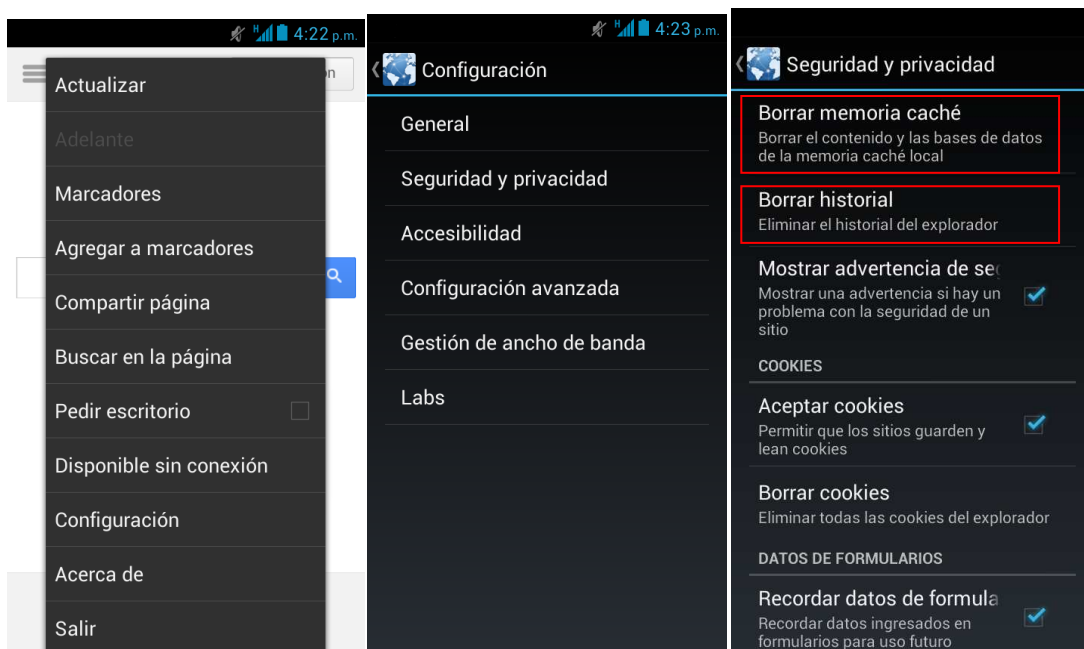 4:22 p.m.
Actualizar
Adelante
Marcadores
Agregar a marcadores
Compartir página
Buscar en la página
Pedir escritorio
Disponible sin conexión
Configuración
Acerca de
Salir
H 4:23 p.m.
Configuración
General
Seguridad y privacidad
Accesibilidad
Configuración avanzada
Gestión de ancho de banda
Labs
Seguridad y privacidad
Borrar memoria caché
Borrar el contenido y las bases de datos
de la memoria caché local
Borrar historial
Eliminar el historial del explorador
Mostrar advertencia de se
Mostrar una advertencia si hay un
problema con la seguridad de un
sitio
COOKIES
Aceptar cookies
Permitir que los sitios guarden y
lean cookies
Borrar cookies
Eliminar todas las cookies del explorador
DATOS DE FORMULARIOS
Recordar datos de formula
Recordar datos ingresados en
formularios para uso futuro